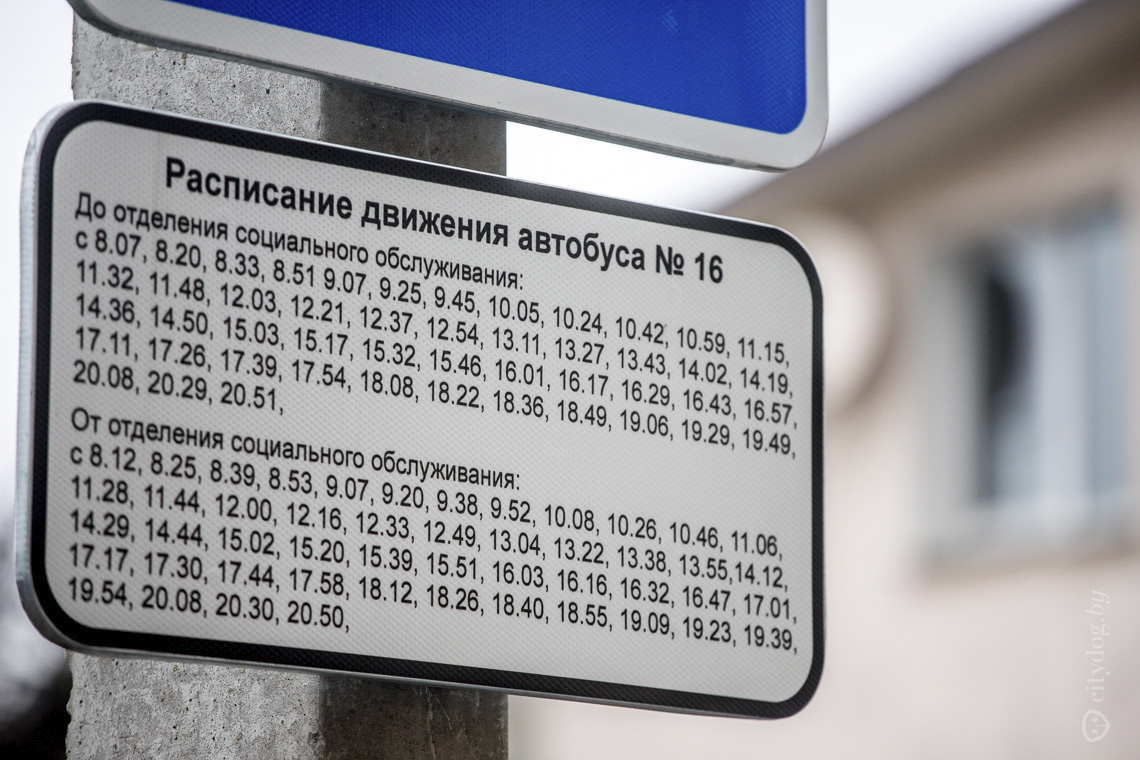 Расписание движения автобуса № 16
До отделения социального обслуживания:
с 8.07, 8.20, 8.33, 8.51 9.07, 9.25, 9.45, 10.05, 10.24, 10.42, 10.59, 11.15,
11.32, 11.48, 12.03, 12.21, 12.37, 12.54, 13.11, 13.27, 13.43, 14.02, 14.19,
14.36, 14.50, 15.03, 15.17, 15.32, 15.46, 16.01, 16.17, 16.29, 16.43, 16.57,
17.11, 17.26, 17.39, 17.54, 18.08, 18.22, 18.36, 18.49, 19.06, 19.29, 19.49,
20.08, 20.29, 20.51,
От отделения социального обслуживания:
с 8.12, 8.25, 8.39, 8.53, 9.07, 9.20, 9.38, 9.52, 10.08, 10.26, 10.46, 11.06,
11.28, 11.44, 12.00, 12.16, 12.33, 12.49, 13.04, 13.22, 13.38, 13.55,14.12,
14.29, 14.44, 15.02, 15.20, 15.39, 15.51, 16.03, 16.16, 16.32, 16.47, 17.01,
17.17, 17.30, 17.44, 17.58, 18.12, 18.26, 18.40, 18.55, 19.09, 19.23, 19.39,
19.54, 20.08, 20.30, 20.50,
citydog.by